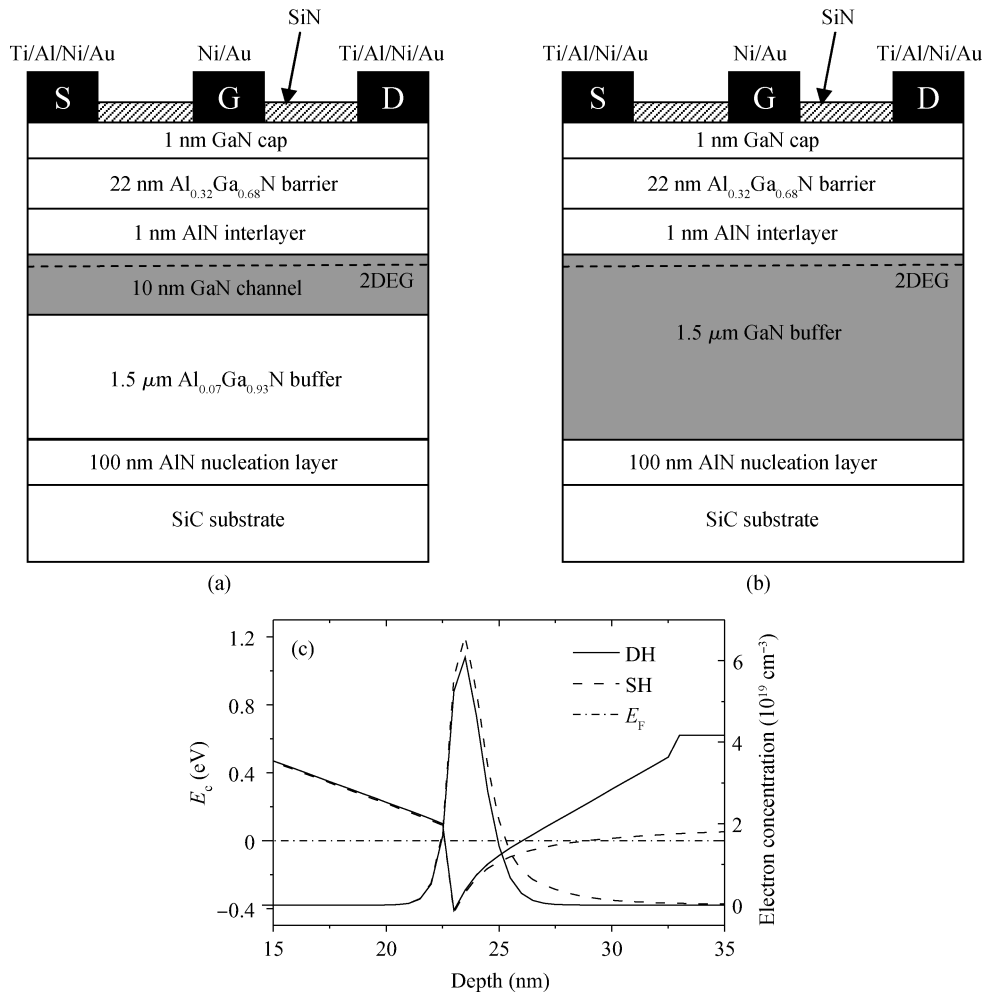 SiN
Ti/Al/Ni/Au Ni/Au Ti/Al/Ni/Au
S G D
1 nm GaN cap
22 nm Al0.32Ga0.68N barrier
1 nm AlN interlayer
2DEG
10 nm GaN channel
1.5 μm Al0.07Ga0.93N buffer
100 nm AlN nucleation layer
SiC substrate
(a)
SiN
Ti/Al/Ni/Au Ni/Au Ti/Al/Ni/Au
S G D
1 nm GaN cap
22 nm Al0.32Ga0.68N barrier
1 nm AlN interlayer
2DEG
1.5 μm GaN buffer
100 nm AlN nucleation layer
SiC substrate
(b)
(c)
DH
SH
EF
Ec (eV)
1.2
0.8
0.4
0
−0.4
15 20 25 30 35
Depth (nm)
6
4
2
0
Electron concentration (10^19 cm^−3)